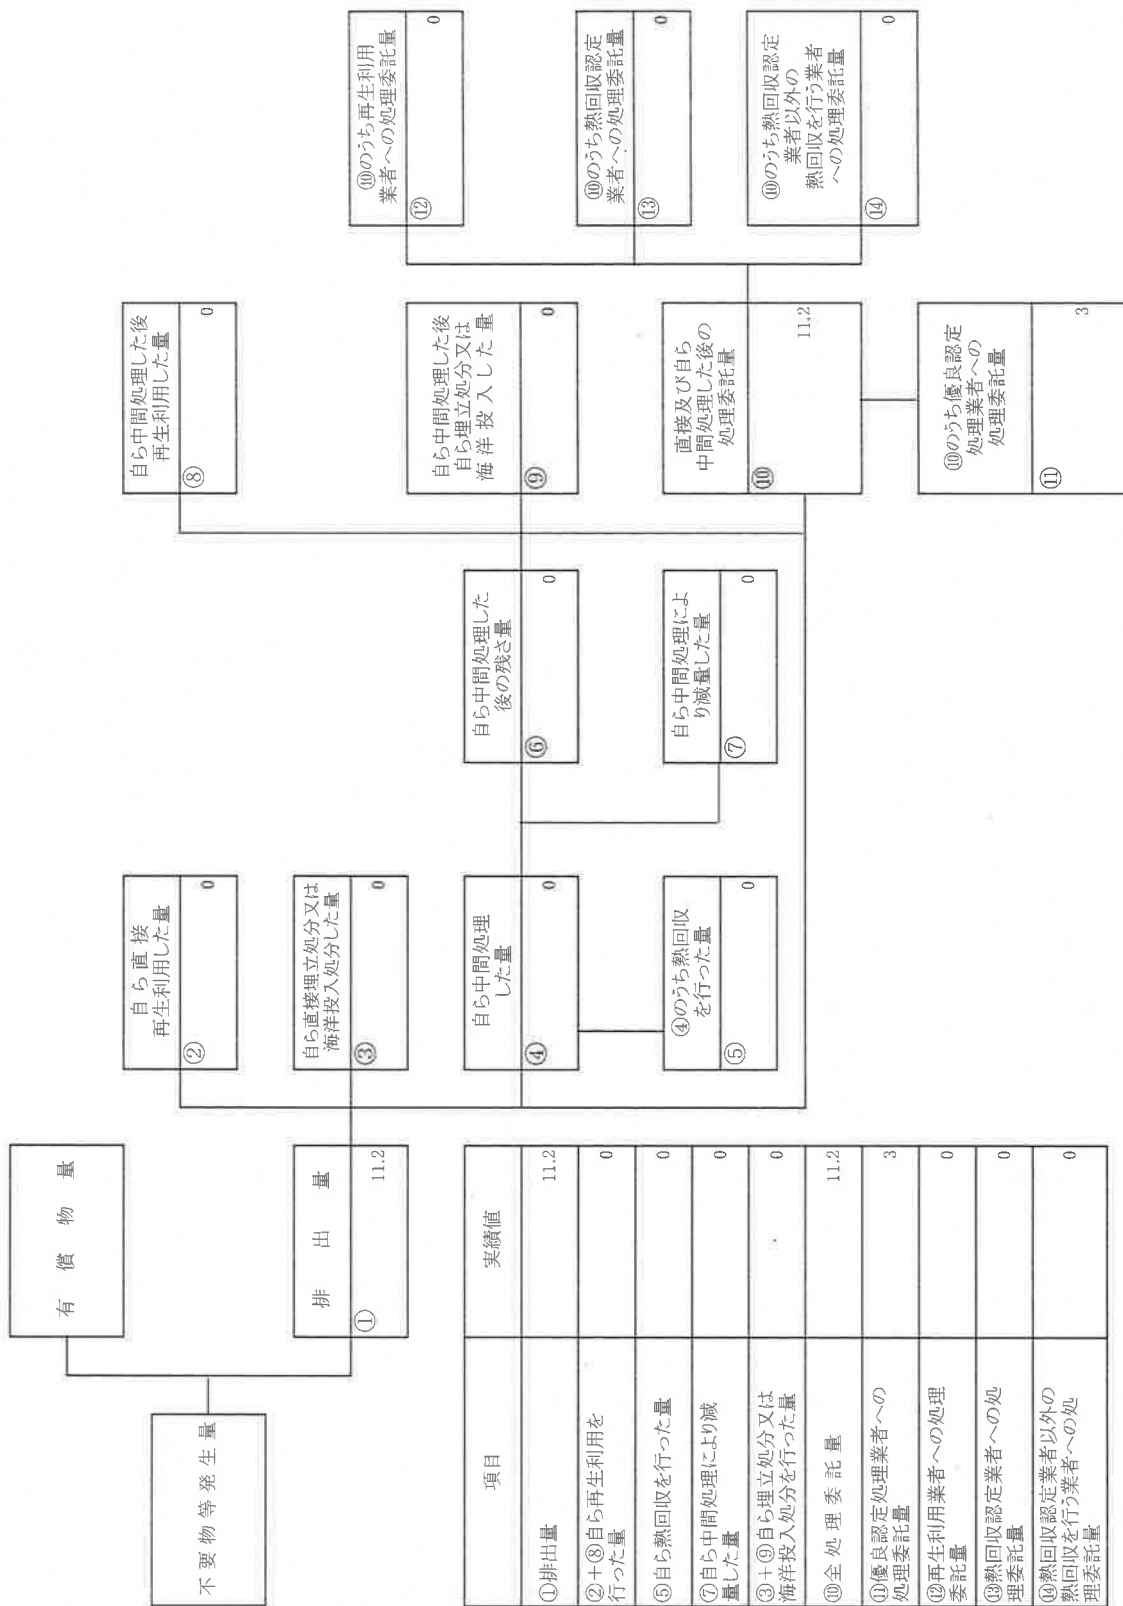 不要物等発生量
有償物量
排出量
①
11.2
自ら直接
再生利用した量
②
0
自ら直接埋立処分又は
海洋投入処分した量
③
0
自ら中間処理
した量
④
0
④のうち熱回収
を行った量
⑤
0
自ら中間処理した
後の残さ量
⑥
0
自ら中間処理によ
り減量した量
⑦
0
自ら中間処理した後
再生利用した量
⑧
0
自ら中間処理した後
自ら埋立処分又は
海洋投入した量
⑨
0
直接及び自ら
中間処理した後の
処理委託量
⑩
11.2
⑩のうち優良認定
処理業者への
処理委託量
⑪
3
⑩のうち再生利用
業者への処理委託量
⑫
0
⑩のうち熱回収認定
業者への処理委託量
⑬
0
⑩のうち熱回収認定
業者以外の
熱回収を行う業者
への処理委託量
⑭
0
項目 実績値
①排出量 11.2
②+⑧自ら再生利用を
行った量 0
⑤自ら熱回収を行った量 0
⑦自ら中間処理により減
量した量 0
③+⑨自ら埋立処分又は
海洋投入処分を行った量 0
⑩全処理委託量 11.2
⑪優良認定処理業者への
処理委託量 3
⑫再生利用業者への処理
委託量 0
⑬熱回収認定業者への処
理委託量 0
⑭熱回収認定業者以外の
熱回収を行う業者への処
理委託量 0